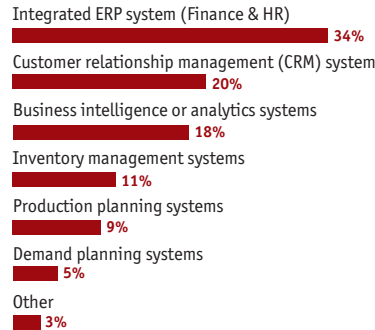 Integrated ERP system (Finance & HR)
34%
Customer relationship management (CRM) system
20%
Business intelligence or analytics systems
18%
Inventory management systems
11%
Production planning systems
9%
Demand planning systems
5%
Other
3%